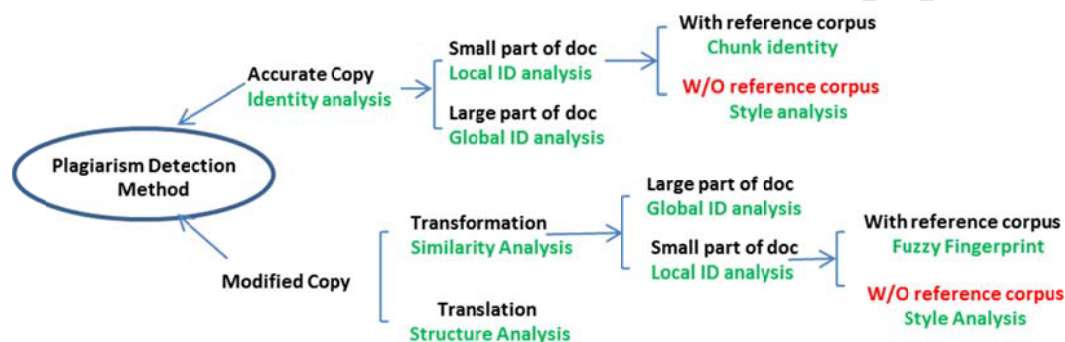 Plagiarism Detection
Method
Accurate Copy
Identity analysis
Small part of doc
Local ID analysis
Large part of doc
Global ID analysis
With reference corpus
Chunk identity
W/O reference corpus
Style analysis
Modified Copy
Transformation
Similarity Analysis
Translation
Structure Analysis
Large part of doc
Global ID analysis
Small part of doc
Local ID analysis
With reference corpus
Fuzzy Fingerprint
W/O reference corpus
Style Analysis